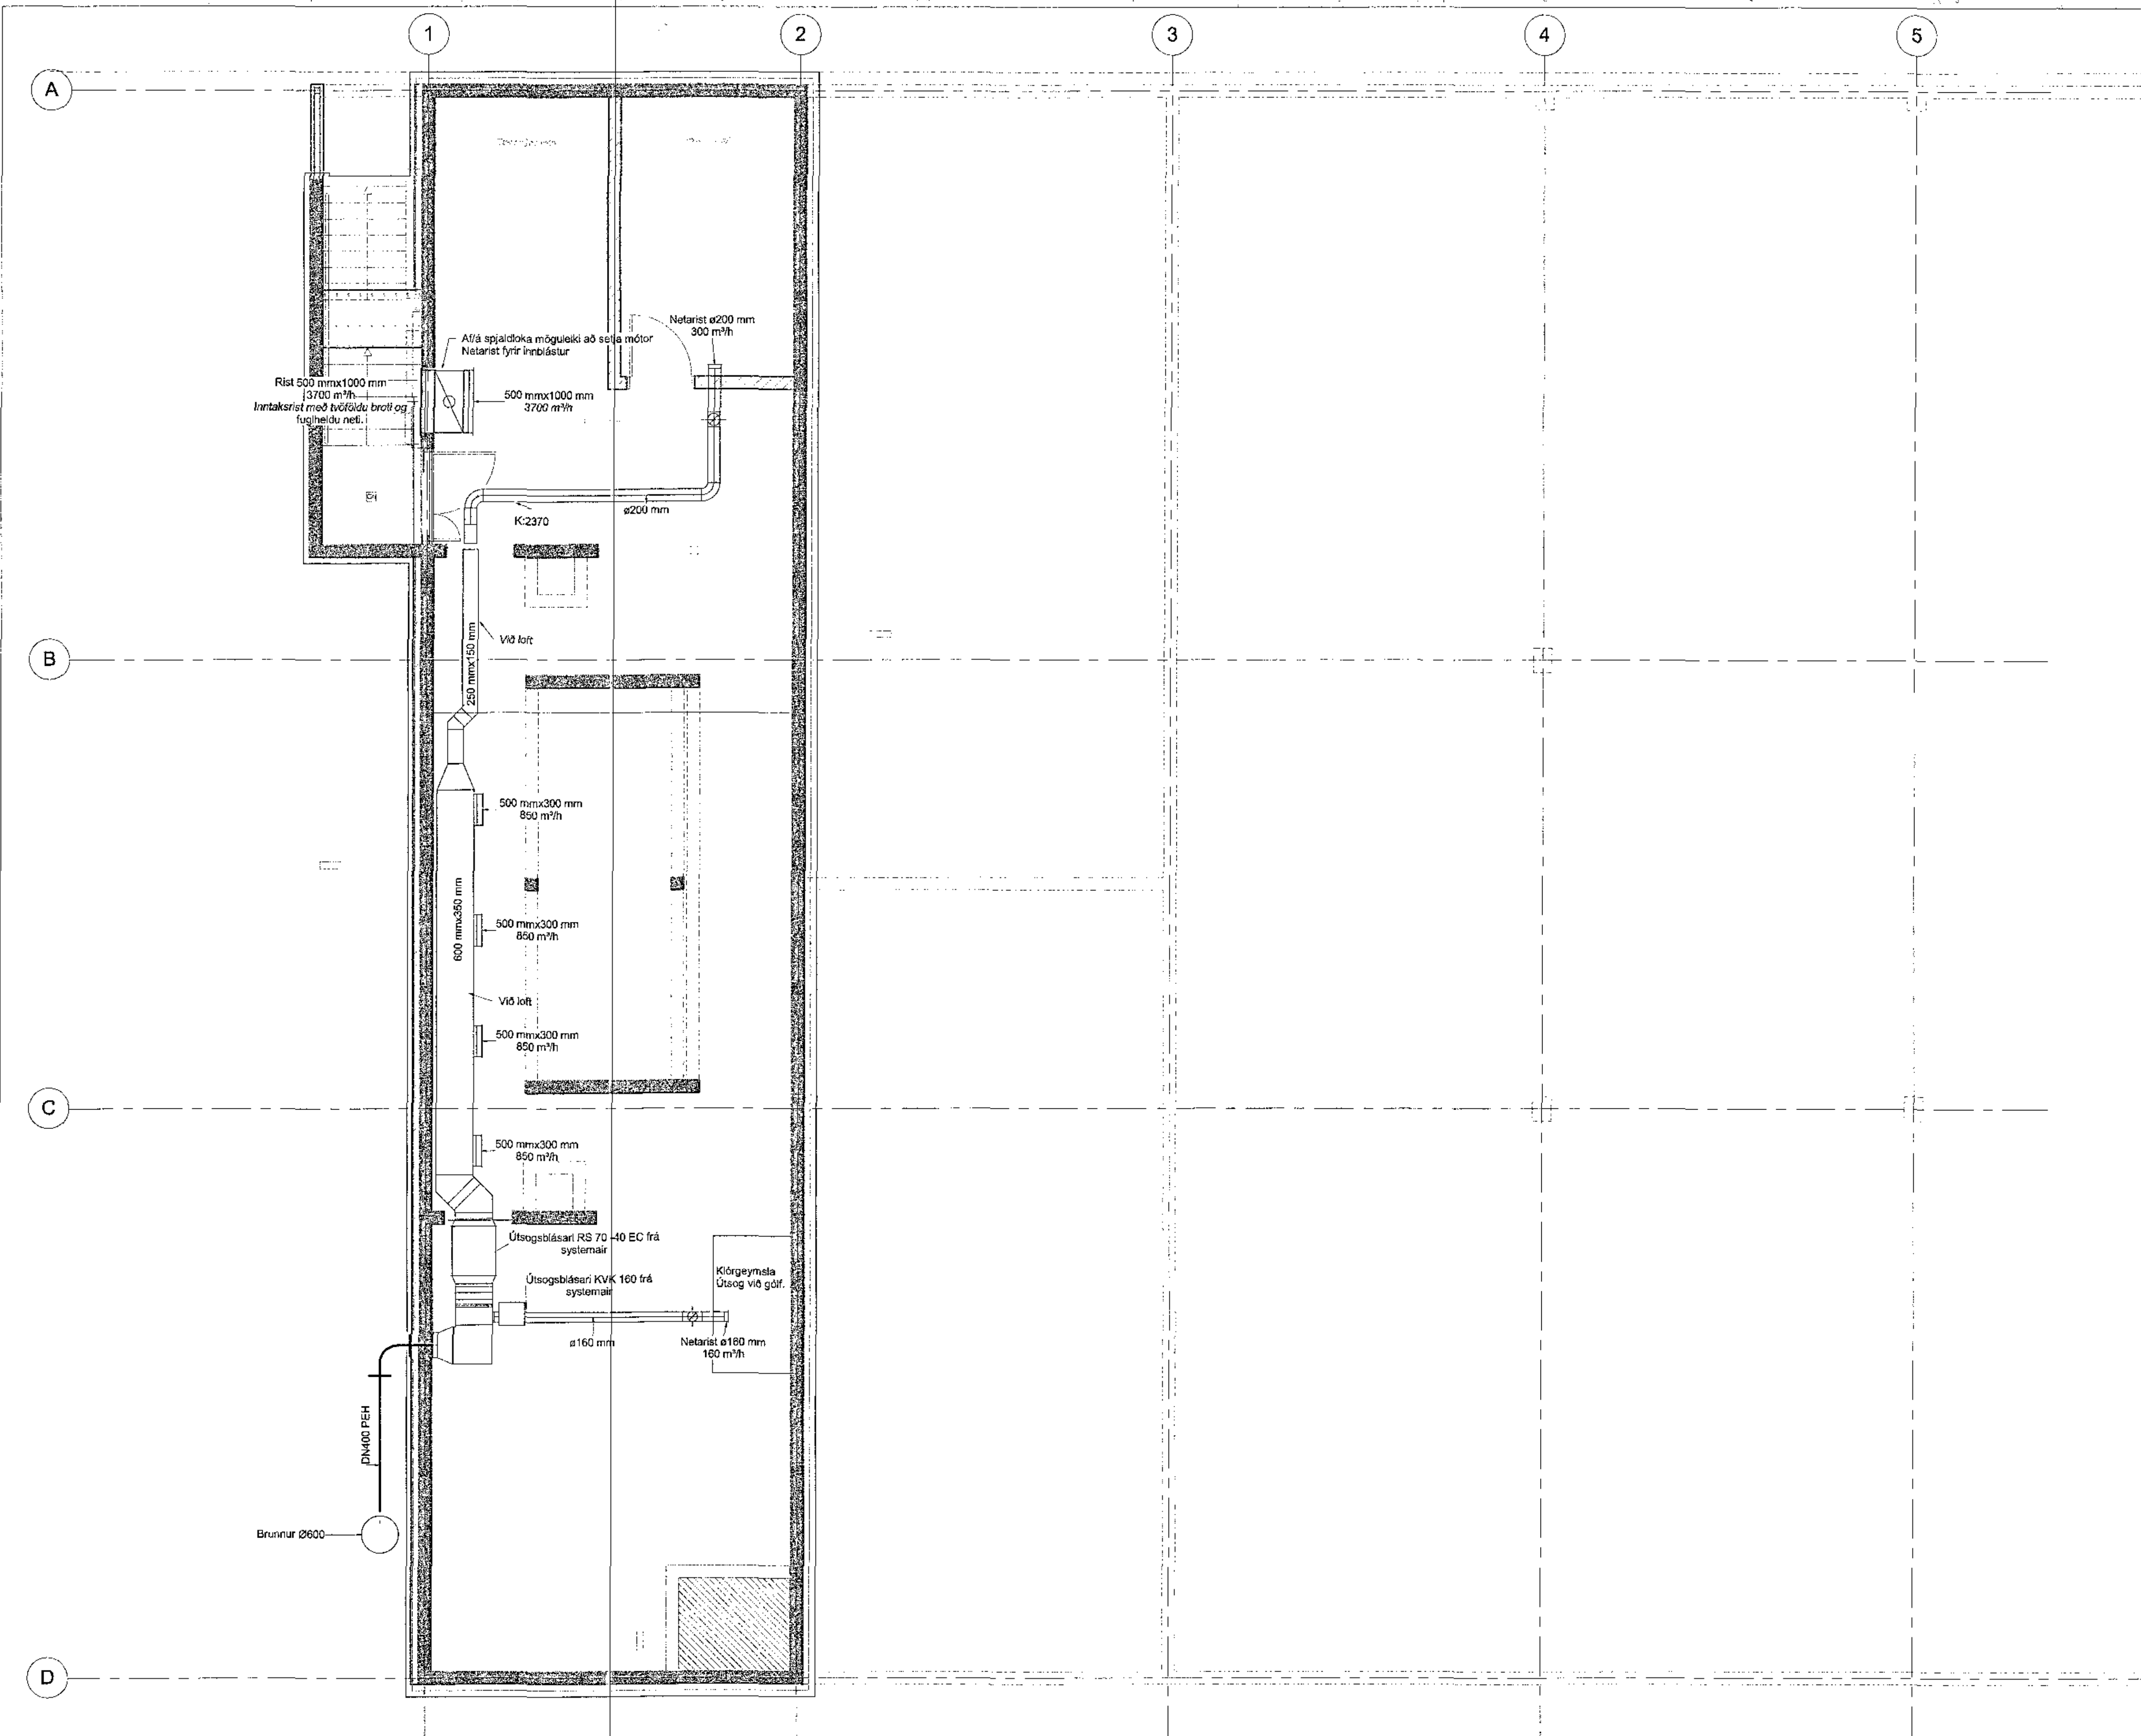 1
2
3
4
5
A
Netarist ø200 mm
300 m³/h
Af/á spjaldloka möguleiki að setja mótor
Netarist fyrir innblástur
Rist 500 mmx1000 mm
3700 m³/h
Inntaksrist með tvöföldu broti og
fuglheldu neti.
500 mmx1000 mm
3700 m³/h
K:2370
ø200 mm
Við loft
250 mmx150 mm
B
500 mmx300 mm
850 m³/h
600 mmx350 mm
500 mmx300 mm
850 m³/h
Við loft
500 mmx300 mm
850 m³/h
C
500 mmx300 mm
850 m³/h
Útsogsblásari RS 70-40 EC frá
systemair
Klórgeymsla
Útsog við gólf.
Útsogsblásari KVK 160 frá
systemair
ø160 mm
Netarist ø160 mm
160 m³/h
DN400 PEH
Brunnur Ø600
D